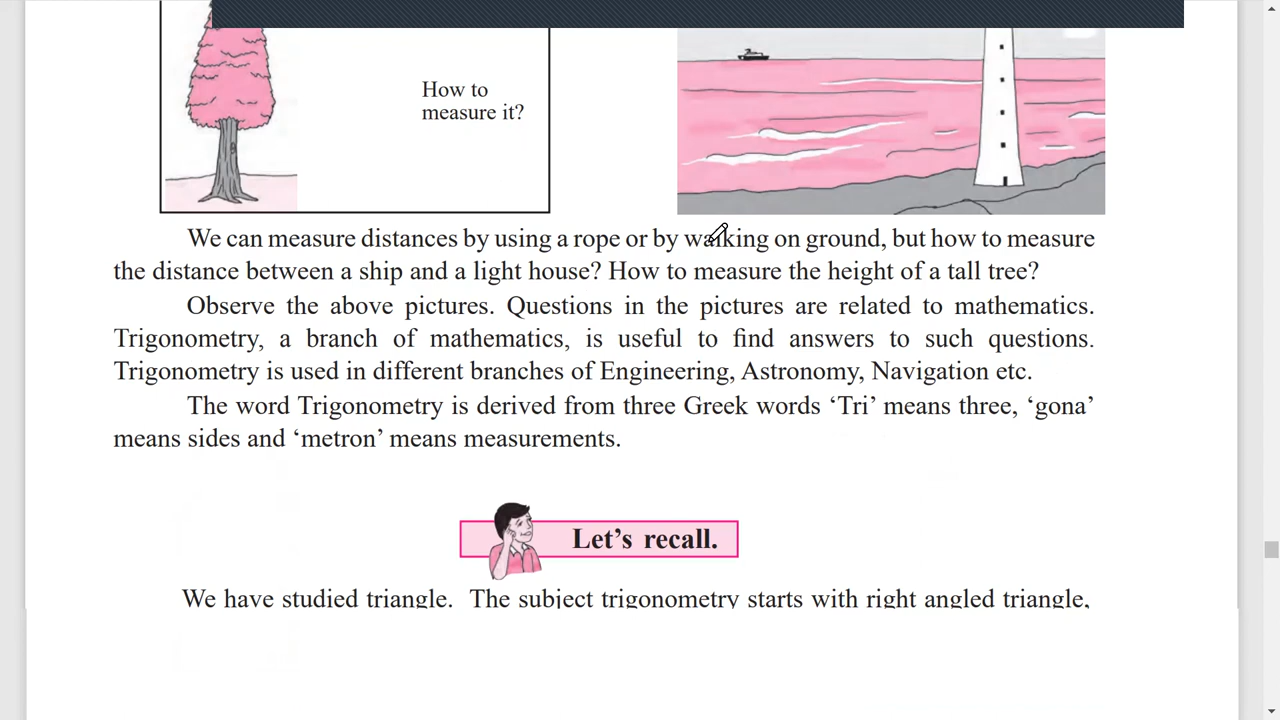 How to
measure it?
We can measure distances by using a rope or by walking on ground, but how to measure
the distance between a ship and a light house? How to measure the height of a tall tree?
Observe the above pictures. Questions in the pictures are related to mathematics.
Trigonometry, a branch of mathematics, is useful to find answers to such questions.
Trigonometry is used in different branches of Engineering, Astronomy, Navigation etc.
The word Trigonometry is derived from three Greek words ‘Tri’ means three, ‘gona’
means sides and ‘metron’ means measurements.
Let’s recall.
We have studied triangle. The subject trigonometry starts with right angled triangle,